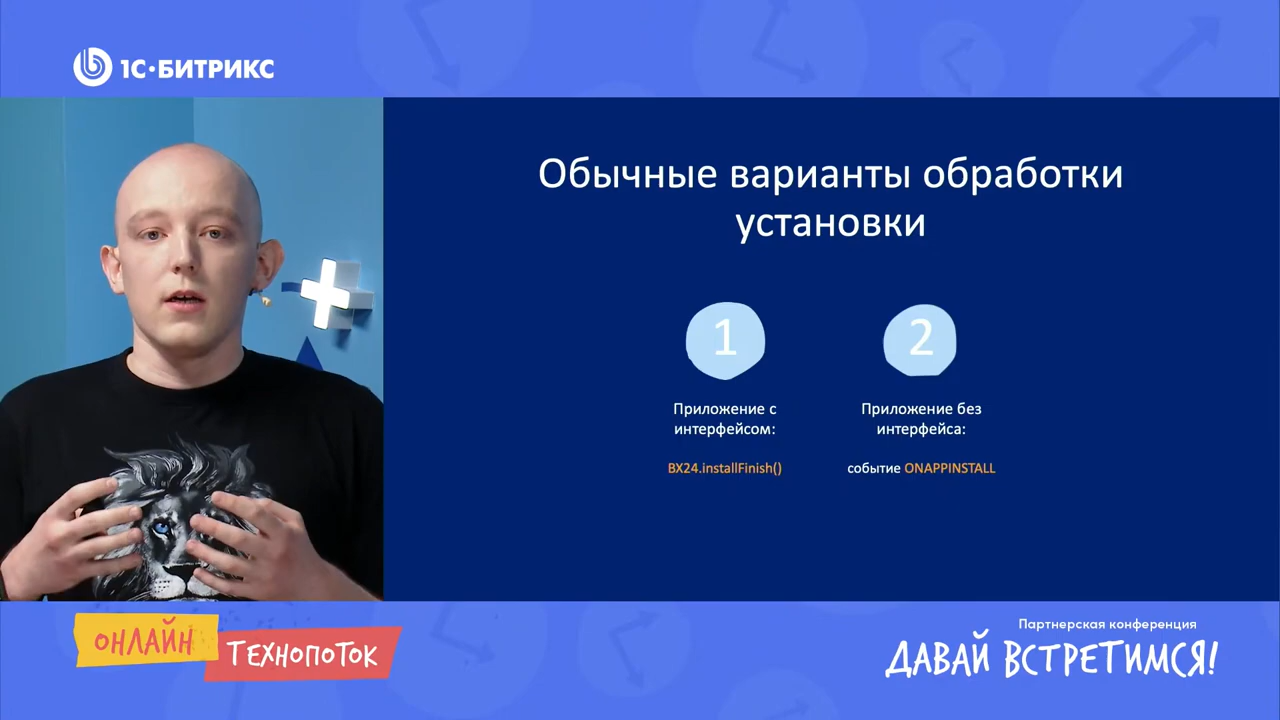 1С•БИТРИКС
Обычные варианты обработки
установки
1
2
Приложение с
интерфейсом:
BX24.installFinish()
Приложение без
интерфейса:
событие ONAPPINSTALL
ОНЛАЙН
ТЕХНОПОТОК
Партнерская конференция
ДАВАЙ ВСТРЕТИМСЯ!